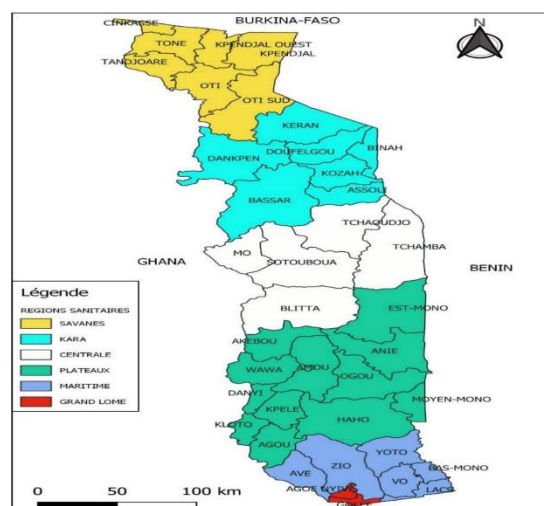 BURKINA-FASO
N
CINKASSE
TONE
KPENDJAL OUEST
KPENDJAL
TANDJOARE
OTI
OTI SUD
KERAN
DANKPEN
DOUFELGOU
BINAH
KOZAH
ASSOLI
BASSAR
TCHAOUDJO
TCHAMBA
GHANA
MO
SOTOUBOUA
BENIN
BLITTA
EST-MONO
Légende
REGIONS SANITAIRES
SAVANES
KARA
CENTRALE
PLATEAUX
MARITIME
GRAND LOME
AKEBOU
ANIE
WAWA
AMOU
OGOU
DANYI
KPELE
MOYEN-MONO
KLOTO
HAHO
AGOU
YOTO
AVE
ZIO
BAS-MONO
VO
LACS
AGOE NYIVE
0 50 100 km